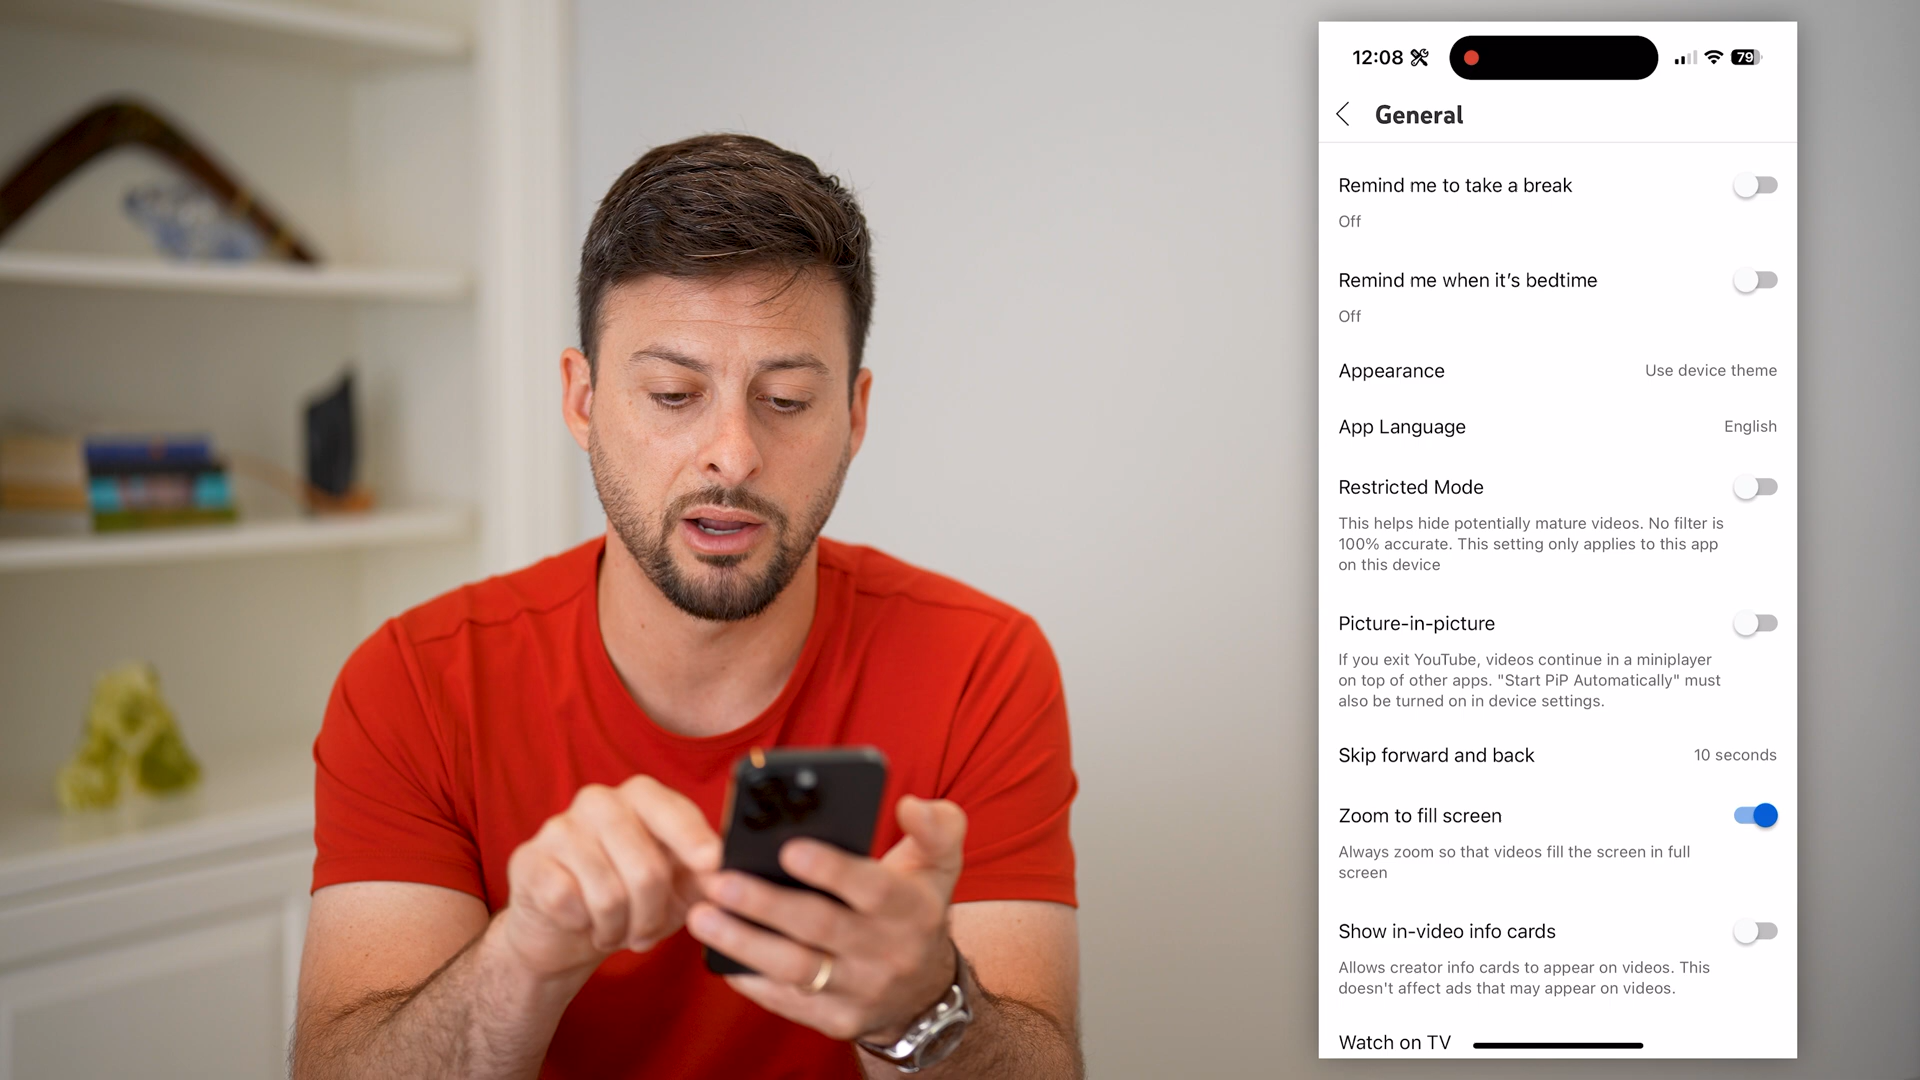 12:08
79
General
Remind me to take a break
Off
Remind me when it's bedtime
Off
Appearance
Use device theme
App Language
English
Restricted Mode
This helps hide potentially mature videos. No filter is
100% accurate. This setting only applies to this app
on this device
Picture-in-picture
If you exit YouTube, videos continue in a miniplayer
on top of other apps. "Start PiP Automatically" must
also be turned on in device settings.
Skip forward and back
10 seconds
Zoom to fill screen
Always zoom so that videos fill the screen in full
screen
Show in-video info cards
Allows creator info cards to appear on videos. This
doesn't affect ads that may appear on videos.
Watch on TV